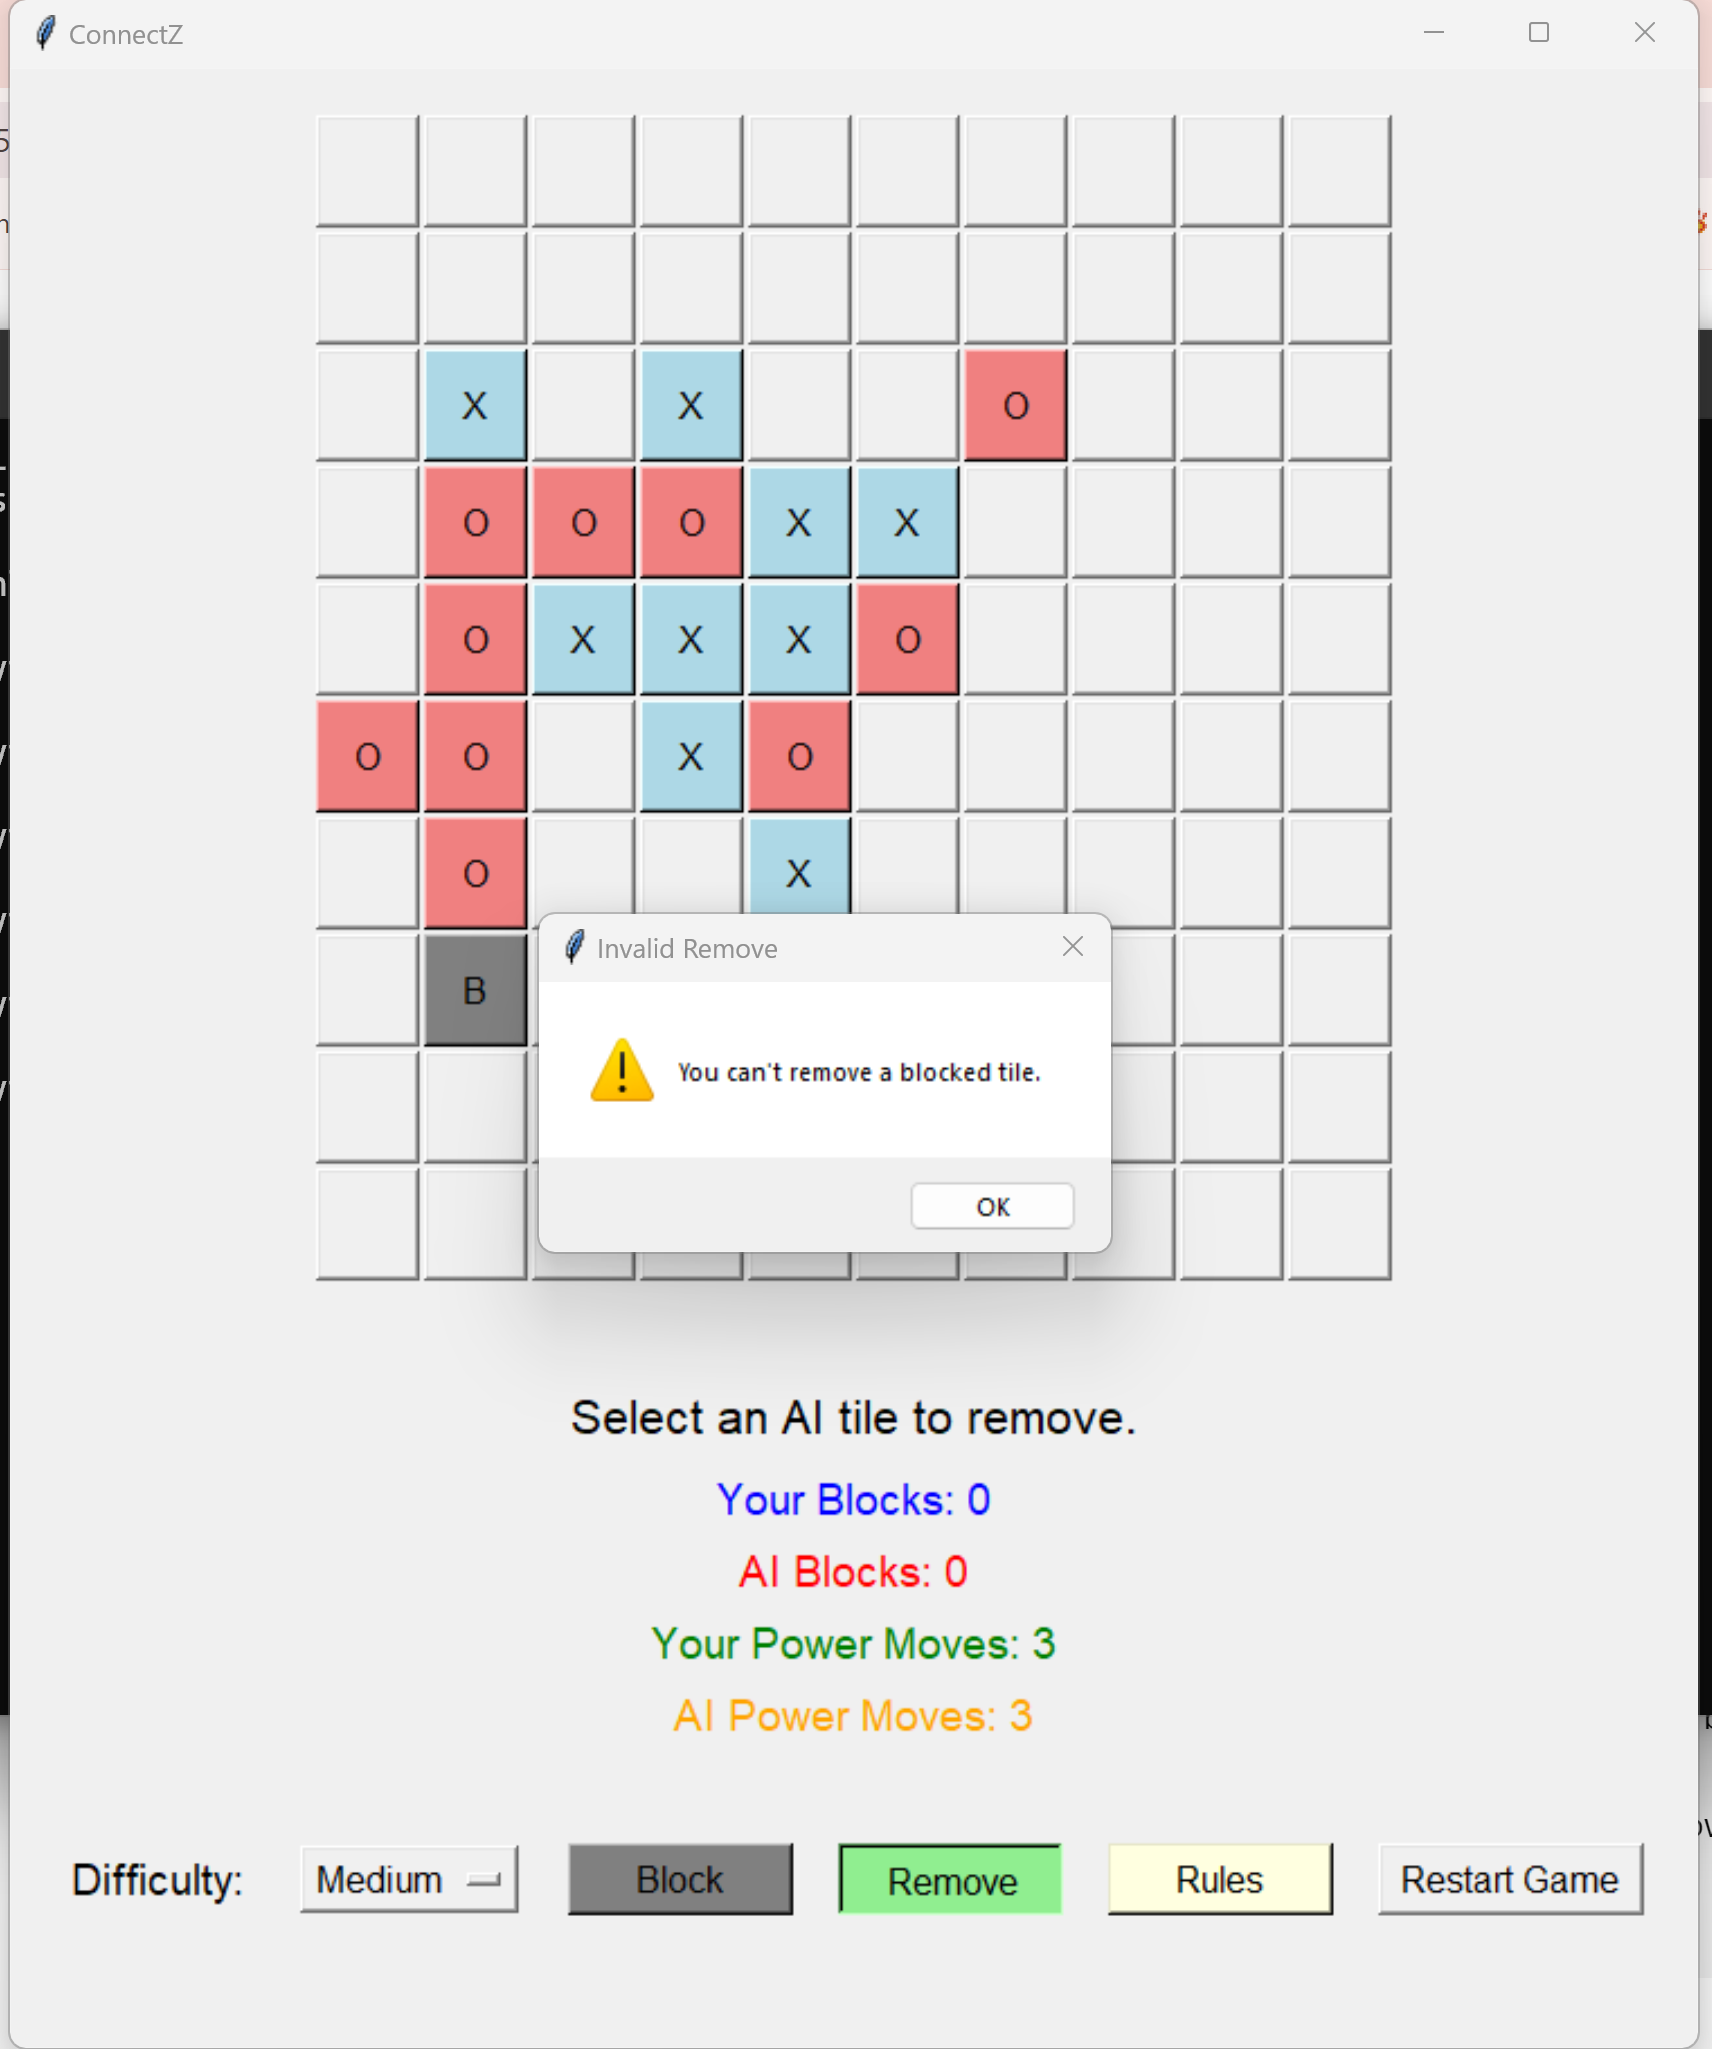 ConnectZ
X X O
O O O X X
O X X X O
O O X O
O X
B
Invalid Remove
You can't remove a blocked tile.
OK
Select an AI tile to remove.
Your Blocks: 0
AI Blocks: 0
Your Power Moves: 3
AI Power Moves: 3
Difficulty: Medium Block Remove Rules Restart Game